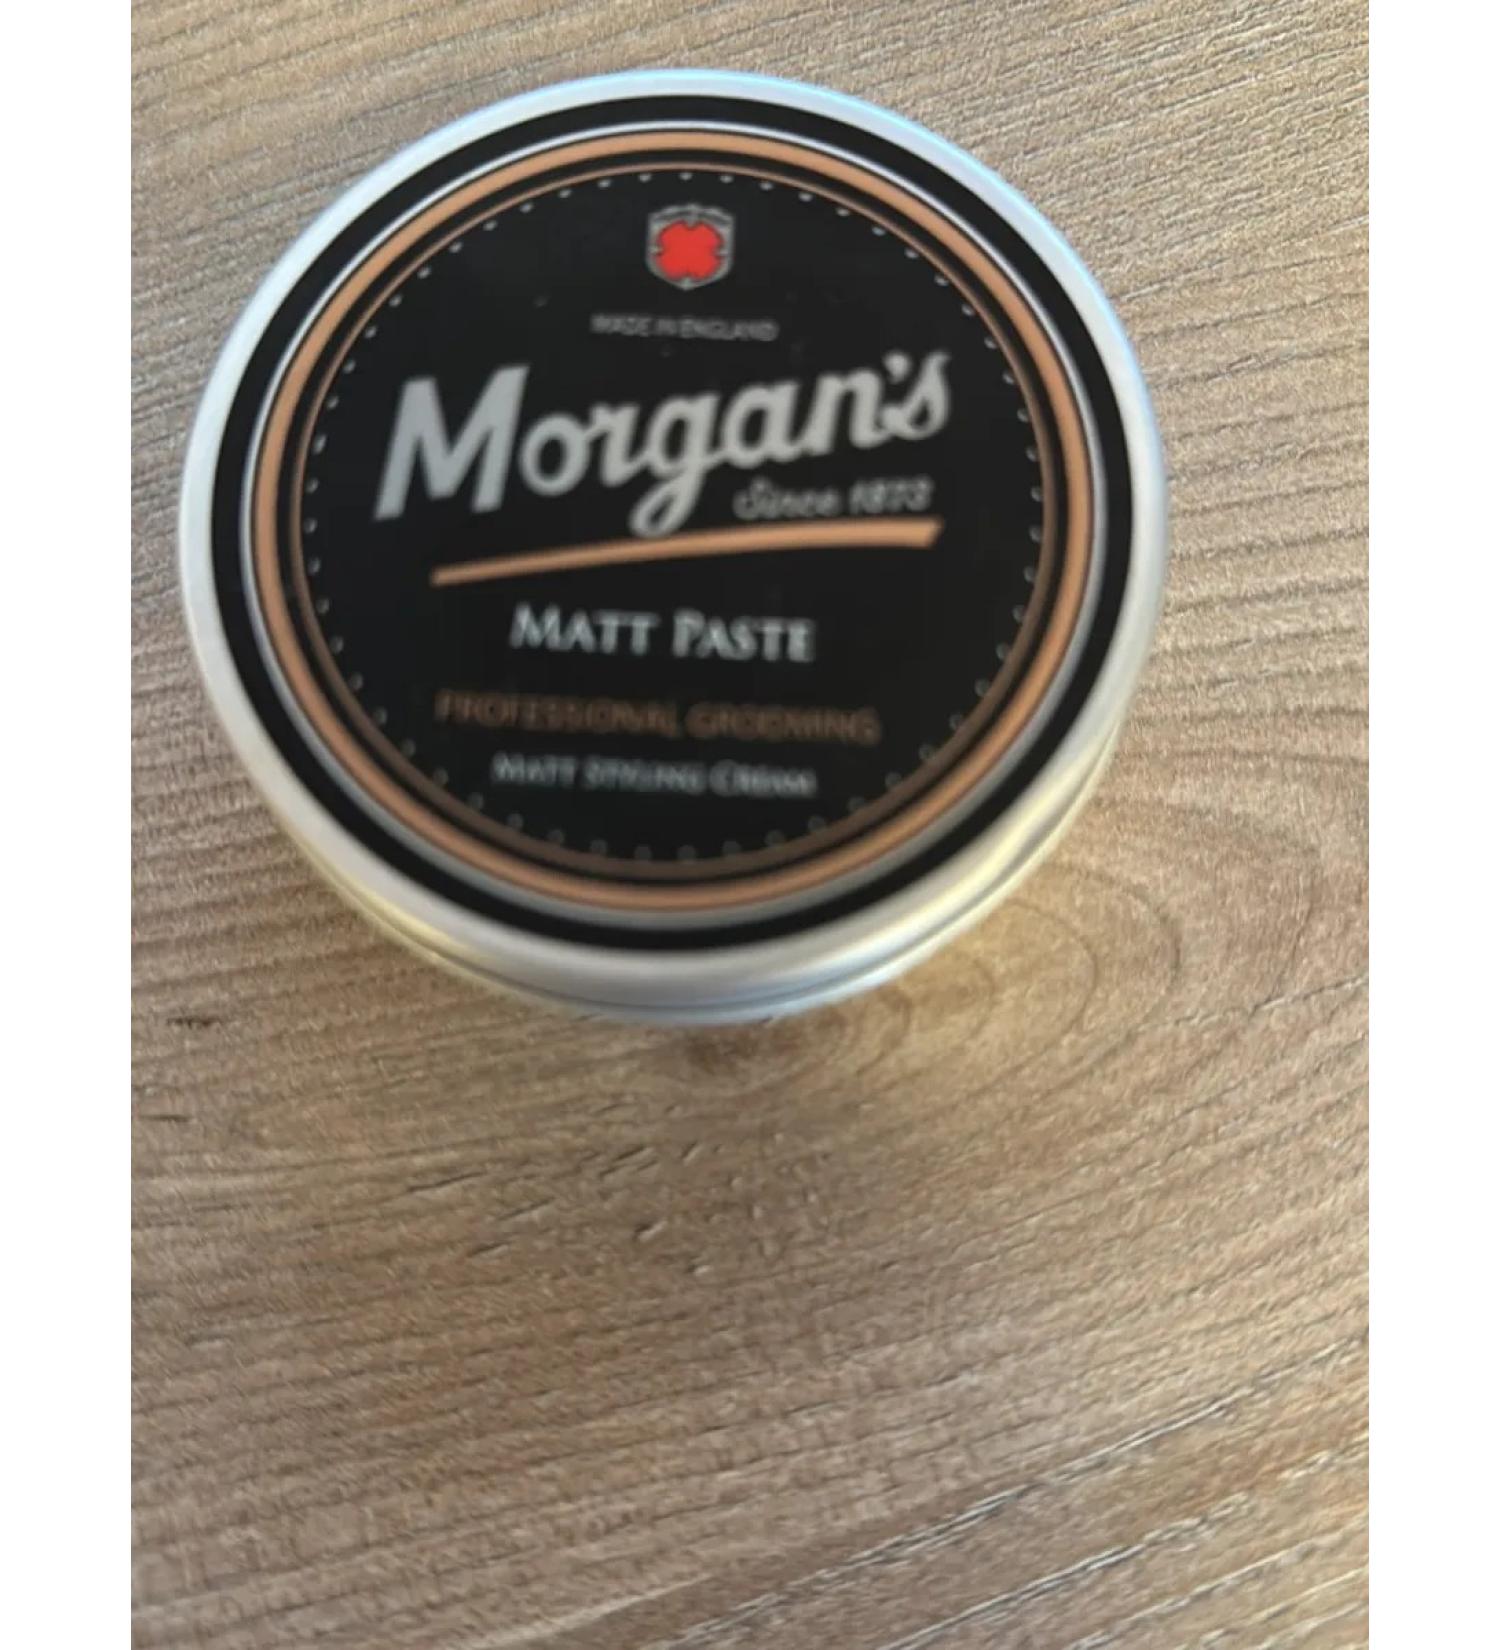 MADE IN ENGLAND
Morgan's
Since 1873
MATT PASTE
PROFESSIONAL GROOMING
MATT STYLING CREAM